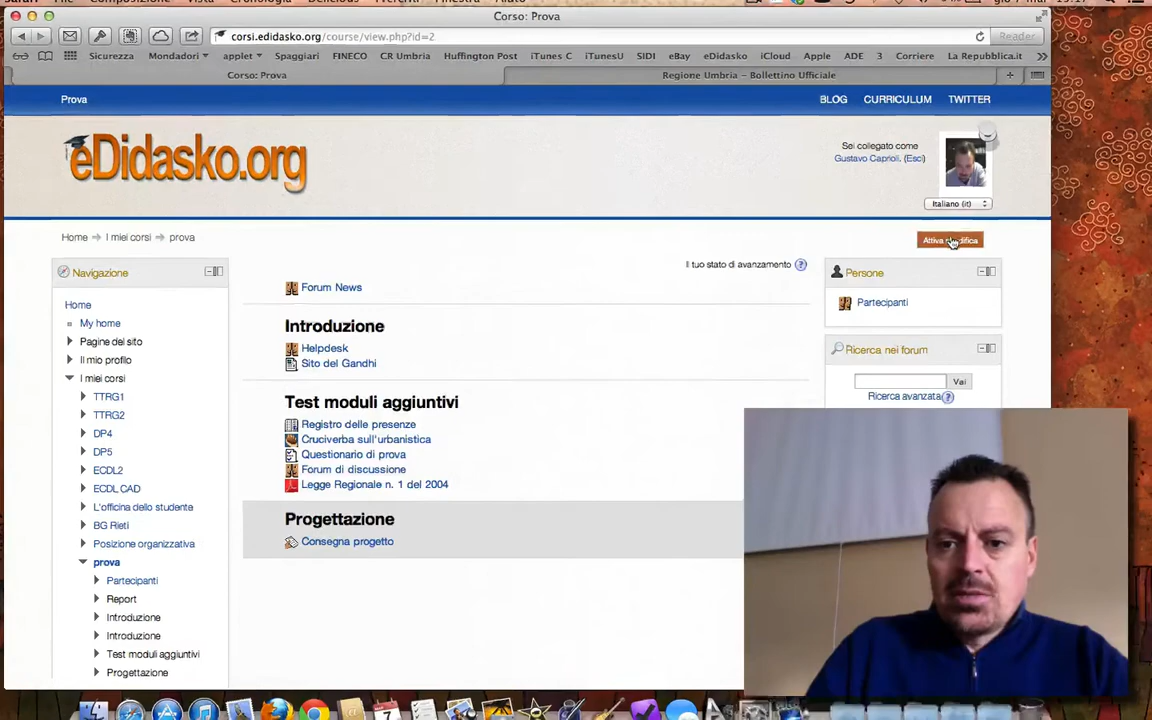 Corso: Prova
corsi.edidasko.org/course/view.php?id=2
Reader
Sicurezza Mondadori applet Spaggiari FINECO CR Umbria Huffington Post iTunes C iTunesU SIDI eBay eDidasko iCloud Apple ADE 3 Corriere La Repubblica.it
Corso: Prova
Regione Umbria – Bollettino Ufficiale
Prova
BLOG CURRICULUM TWITTER
eDidasko.org
Sei collegato come
Gustavo Caprioli. (Esci)
Italiano (it)
Home I miei corsi prova
Attiva modifica
Navigazione
Home
My home
Pagine del sito
Il mio profilo
I miei corsi
TTRG1
TTRG2
DP4
DP5
ECDL2
ECDL CAD
L'officina dello studente
BG Rieti
Posizione organizzativa
prova
Partecipanti
Report
Introduzione
Introduzione
Test moduli aggiuntivi
Progettazione
Il tuo stato di avanzamento
Forum News
Introduzione
Helpdesk
Sito del Gandhi
Test moduli aggiuntivi
Registro delle presenze
Cruciverba sull'urbanistica
Questionario di prova
Forum di discussione
Legge Regionale n. 1 del 2004
Progettazione
Consegna progetto
Persone
Partecipanti
Ricerca nei forum
Vai
Ricerca avanzata
7